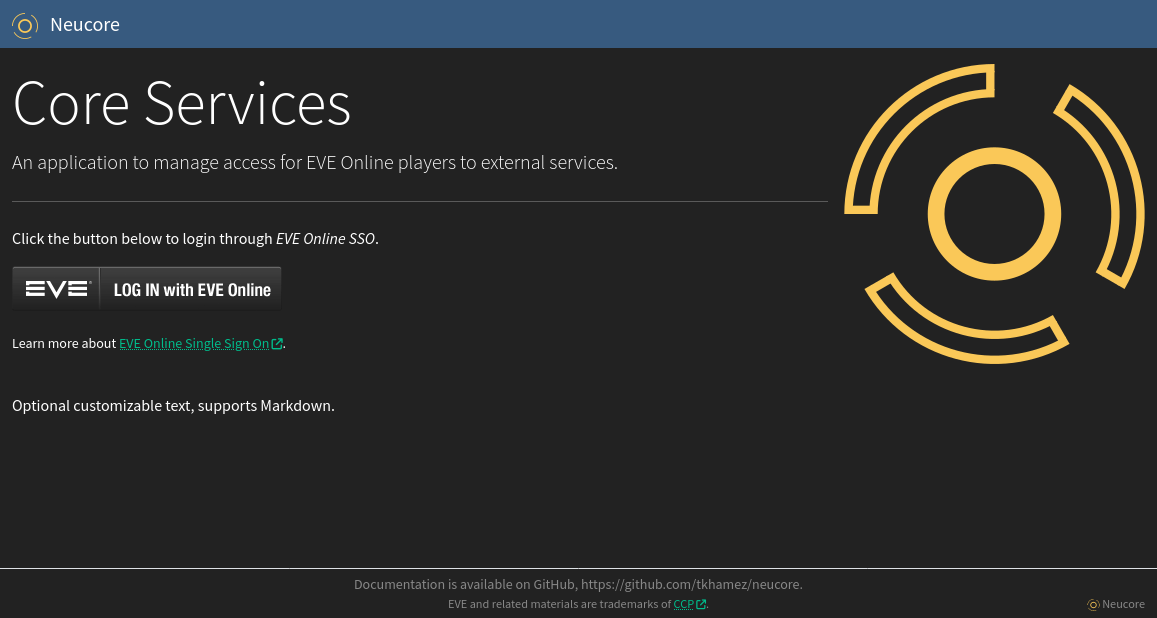 Neucore
Core Services
An application to manage access for EVE Online players to external services.
Click the button below to login through EVE Online SSO.
EVE LOG IN with EVE Online
Learn more about EVE Online Single Sign On.
Optional customizable text, supports Markdown.
Documentation is available on GitHub, https://github.com/tkhamez/neucore.
EVE and related materials are trademarks of CCP.
Neucore